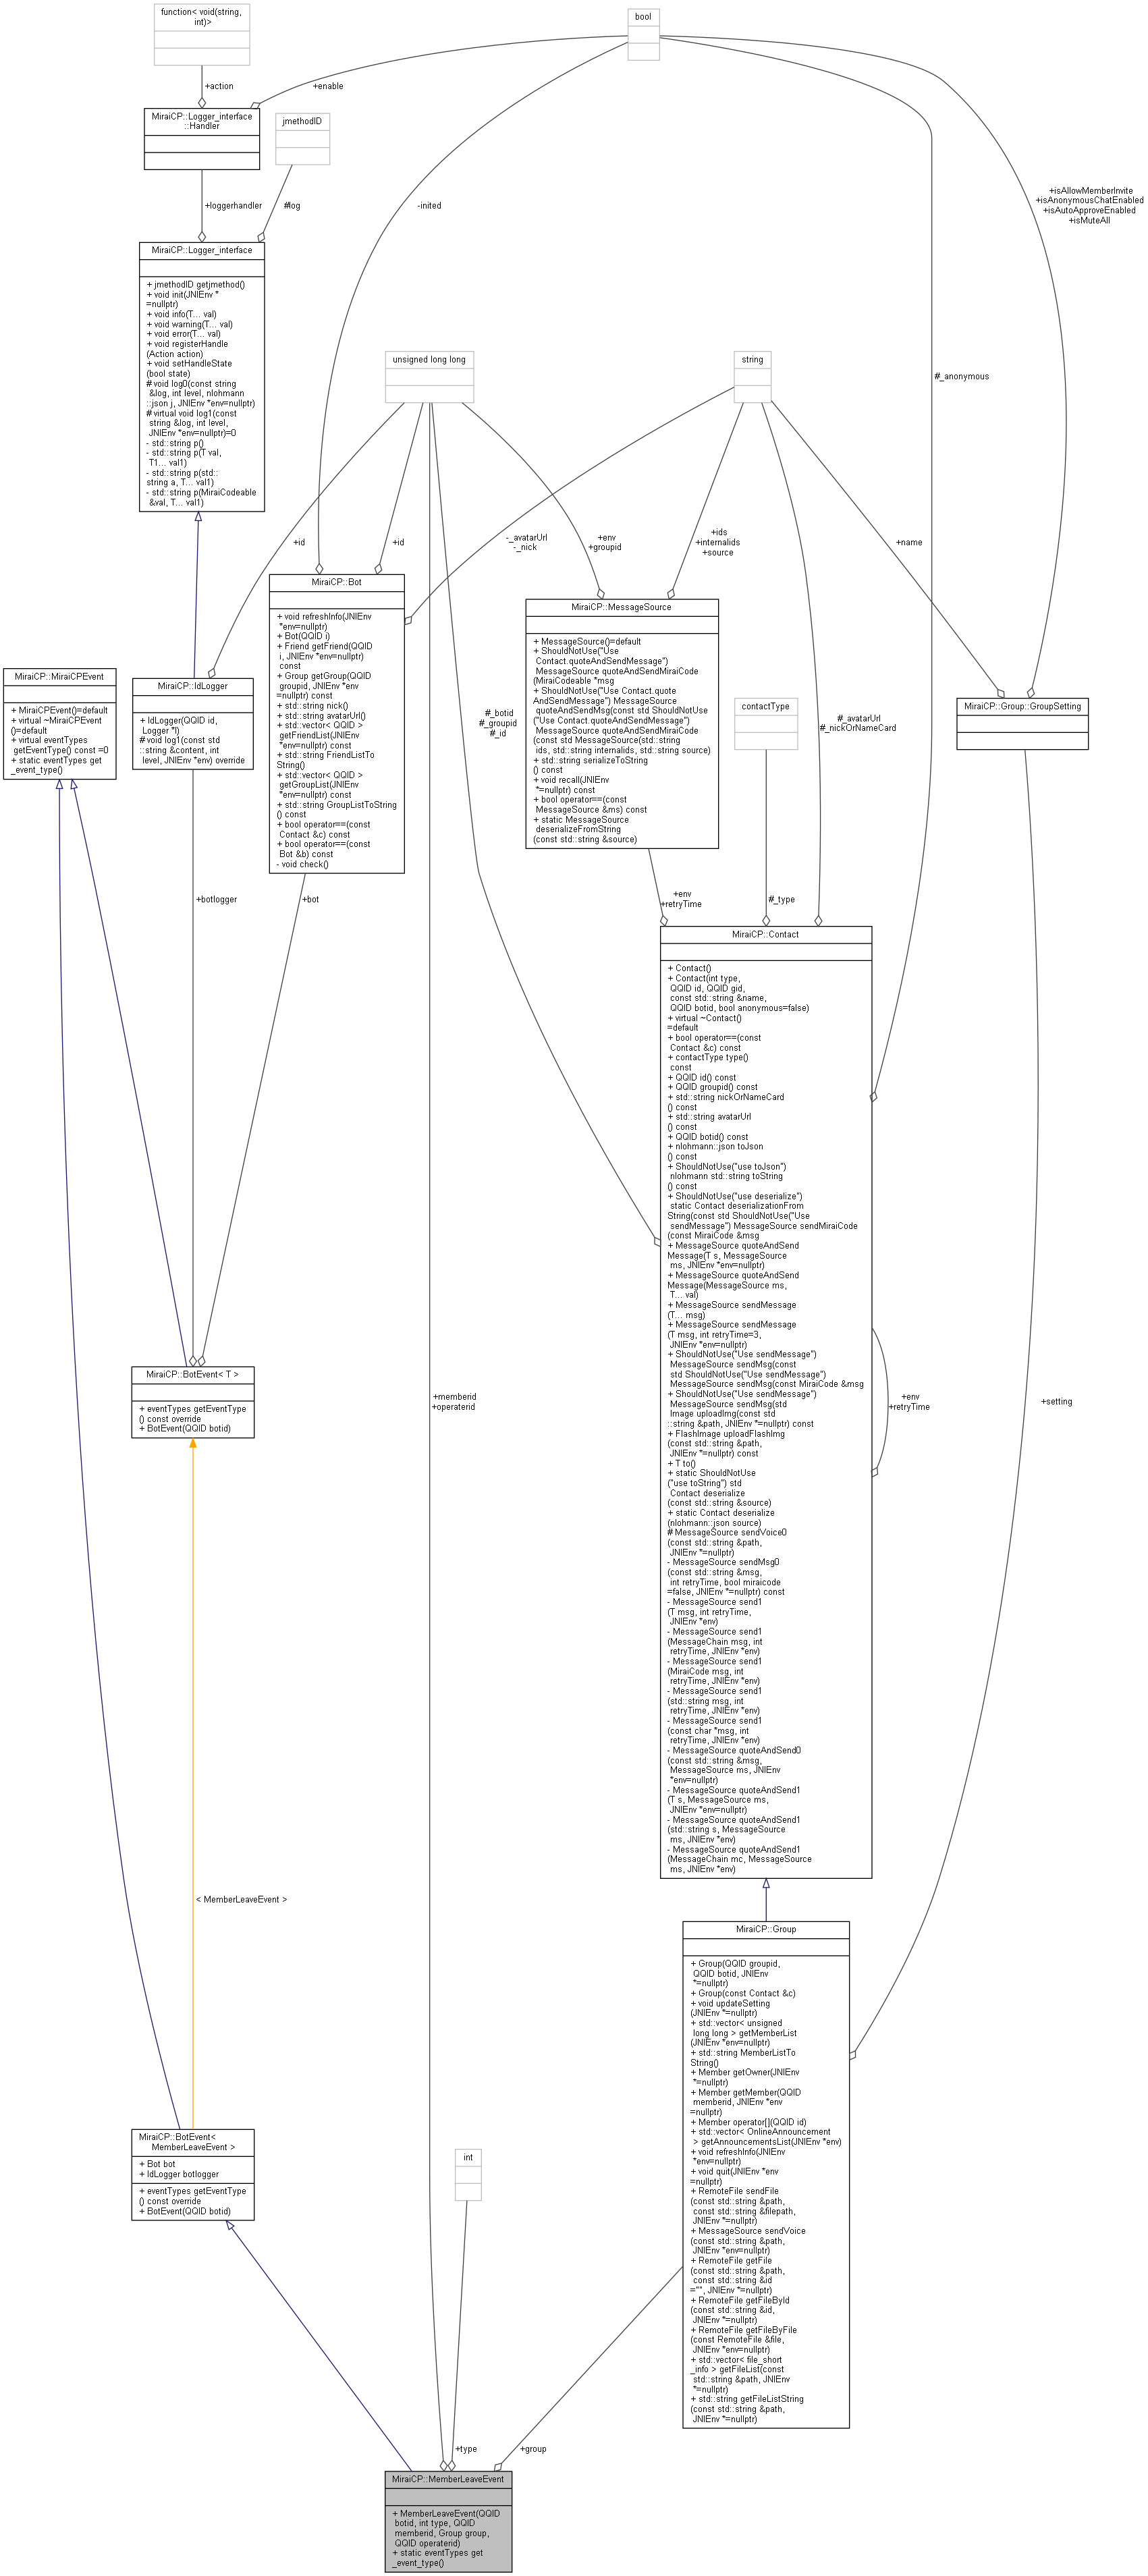 function< void(string,
int)>
bool
+action
+enable
MiraiCP::Logger_interface
::Handler
jmethodID
+loggerhandler
#log
-inited
+isAllowMemberInvite
+isAnonymousChatEnabled
+isAutoApproveEnabled
+isMuteAll
MiraiCP::Logger_interface
+ jmethodID getjmethod()
+ void init(JNIEnv *
=nullptr)
+ void info(T... val)
+ void warning(T... val)
+ void error(T... val)
+ void registerHandle
(Action action)
+ void setHandleState
(bool state)
# void log0(const string
&log, int level, nlohmann
::json j, JNIEnv *env=nullptr)
# virtual void log1(const
string &log, int level,
JNIEnv *env=nullptr)=0
- std::string p()
- std::string p(T val,
T1... val1)
- std::string p(std::
string a, T... val1)
- std::string p(MiraiCodeable
&val, T... val1)
unsigned long long
string
#_anonymous
+id
+id
-_avatarUrl
-_nick
+env
+groupid
+ids
+internalids
+source
+name
MiraiCP::Bot
+ void refreshInfo(JNIEnv
*env=nullptr)
+ Bot(QQID i)
+ Friend getFriend(QQID
i, JNIEnv *env=nullptr)
const
+ Group getGroup(QQID
groupid, JNIEnv *env
=nullptr) const
+ std::string nick()
+ std::string avatarUrl()
+ std::vector< QQID >
getFriendList(JNIEnv
*env=nullptr) const
+ std::string FriendListTo
String()
+ std::vector< QQID >
getGroupList(JNIEnv
*env=nullptr) const
+ std::string GroupListToString
() const
+ bool operator==(const
Contact &c) const
+ bool operator==(const
Bot &b) const
- void check()
MiraiCP::MessageSource
+ MessageSource()=default
+ ShouldNotUse("Use
Contact.quoteAndSendMessage")
MessageSource quoteAndSendMiraiCode
(MiraiCodeable *msg
+ ShouldNotUse("Use Contact.quote
AndSendMessage") MessageSource
quoteAndSendMsg(const std ShouldNotUse
("Use Contact.quoteAndSendMessage")
MessageSource quoteAndSendMiraiCode
(const std MessageSource(std::string
ids, std::string internalids, std::string source)
+ std::string serializeToString
() const
+ void recall(JNIEnv
*=nullptr) const
+ bool operator==(const
MessageSource &ms) const
+ static MessageSource
deserializeFromString
(const std::string &source)
MiraiCP::MiraiCPEvent
+ MiraiCPEvent()=default
+ virtual ~MiraiCPEvent
()=default
+ virtual eventTypes
getEventType() const =0
+ static eventTypes get
_event_type()
MiraiCP::IdLogger
+ IdLogger(QQID id,
Logger *l)
# void log1(const std
::string &content, int
level, JNIEnv *env) override
#_botid
#_groupid
#_id
contactType
#_avatarUrl
#_nickOrNameCard
MiraiCP::Group::GroupSetting
+botlogger
+bot
+env
+retryTime
#_type
MiraiCP::Contact
+ Contact()
+ Contact(int type,
QQID id, QQID gid,
const std::string &name,
QQID botid, bool anonymous=false)
+ virtual ~Contact()
=default
+ bool operator==(const
Contact &c) const
+ contactType type()
const
+ QQID id() const
+ QQID groupid() const
+ std::string nickOrNameCard
() const
+ std::string avatarUrl
() const
+ QQID botid() const
+ nlohmann::json toJson
() const
+ ShouldNotUse("use toJson")
nlohmann std::string toString
() const
+ ShouldNotUse("use deserialize")
static Contact deserializationFrom
String(const std ShouldNotUse("Use
sendMessage") MessageSource sendMiraiCode
(const MiraiCode &msg
+ MessageSource quoteAndSend
Message(T s, MessageSource
ms, JNIEnv *env=nullptr)
+ MessageSource quoteAndSend
Message(MessageSource ms,
T... val)
+ MessageSource sendMessage
(T... msg)
+ MessageSource sendMessage
(T msg, int retryTime=3,
JNIEnv *env=nullptr)
+ ShouldNotUse("Use sendMessage")
MessageSource sendMsg(const
std ShouldNotUse("Use sendMessage")
MessageSource sendMsg(const MiraiCode &msg
+ ShouldNotUse("Use sendMessage")
MessageSource sendMsg(std
Image uploadImg(const std
::string &path, JNIEnv *=nullptr) const
+ FlashImage uploadFlashImg
(const std::string &path,
JNIEnv *=nullptr) const
+ T to()
+ static ShouldNotUse
("use toString") std
Contact deserialize
(const std::string &source)
+ static Contact deserialize
(nlohmann::json source)
# MessageSource sendVoice0
(const std::string &path,
JNIEnv *=nullptr)
- MessageSource sendMsg0
(const std::string &msg,
int retryTime, bool miraicode
=false, JNIEnv *=nullptr) const
- MessageSource send1
(T msg, int retryTime,
JNIEnv *env)
- MessageSource send1
(MessageChain msg, int
retryTime, JNIEnv *env)
- MessageSource send1
(MiraiCode msg, int
retryTime, JNIEnv *env)
- MessageSource send1
(std::string msg, int
retryTime, JNIEnv *env)
- MessageSource send1
(const char *msg, int
retryTime, JNIEnv *env)
- MessageSource quoteAndSend0
(const std::string &msg,
MessageSource ms, JNIEnv
*env=nullptr)
- MessageSource quoteAndSend1
(T s, MessageSource ms,
JNIEnv *env=nullptr)
- MessageSource quoteAndSend1
(std::string s, MessageSource
ms, JNIEnv *env)
- MessageSource quoteAndSend1
(MessageChain mc, MessageSource
ms, JNIEnv *env)
MiraiCP::BotEvent< T >
+ eventTypes getEventType
() const override
+ BotEvent(QQID botid)
+memberid
+operaterid
+env
+retryTime
+setting
< MemberLeaveEvent >
MiraiCP::Group
+ Group(QQID groupid,
QQID botid, JNIEnv
*=nullptr)
+ Group(const Contact &c)
+ void updateSetting
(JNIEnv *=nullptr)
+ std::vector< unsigned
long long > getMemberList
(JNIEnv *env=nullptr)
+ std::string MemberListTo
String()
+ Member getOwner(JNIEnv
*=nullptr)
+ Member getMember(QQID
memberid, JNIEnv *env
=nullptr)
+ Member operator[](QQID id)
+ std::vector< OnlineAnnouncement
> getAnnouncementsList(JNIEnv *env)
+ void refreshInfo(JNIEnv
*env=nullptr)
+ void quit(JNIEnv *env
=nullptr)
+ RemoteFile sendFile
(const std::string &path,
const std::string &filepath,
JNIEnv *=nullptr)
+ MessageSource sendVoice
(const std::string &path,
JNIEnv *env=nullptr)
+ RemoteFile getFile
(const std::string &path,
const std::string &id
="", JNIEnv *=nullptr)
+ RemoteFile getFileById
(const std::string &id,
JNIEnv *=nullptr)
+ RemoteFile getFileByFile
(const RemoteFile &file,
JNIEnv *env=nullptr)
+ std::vector< file_short
_info > getFileList(const
std::string &path, JNIEnv
*=nullptr)
+ std::string getFileListString
(const std::string &path,
JNIEnv *=nullptr)
MiraiCP::BotEvent<
MemberLeaveEvent >
+ Bot bot
+ IdLogger botlogger
+ eventTypes getEventType
() const override
+ BotEvent(QQID botid)
int
+type
+group
MiraiCP::MemberLeaveEvent
+ MemberLeaveEvent(QQID
botid, int type, QQID
memberid, Group group,
QQID operaterid)
+ static eventTypes get
_event_type()